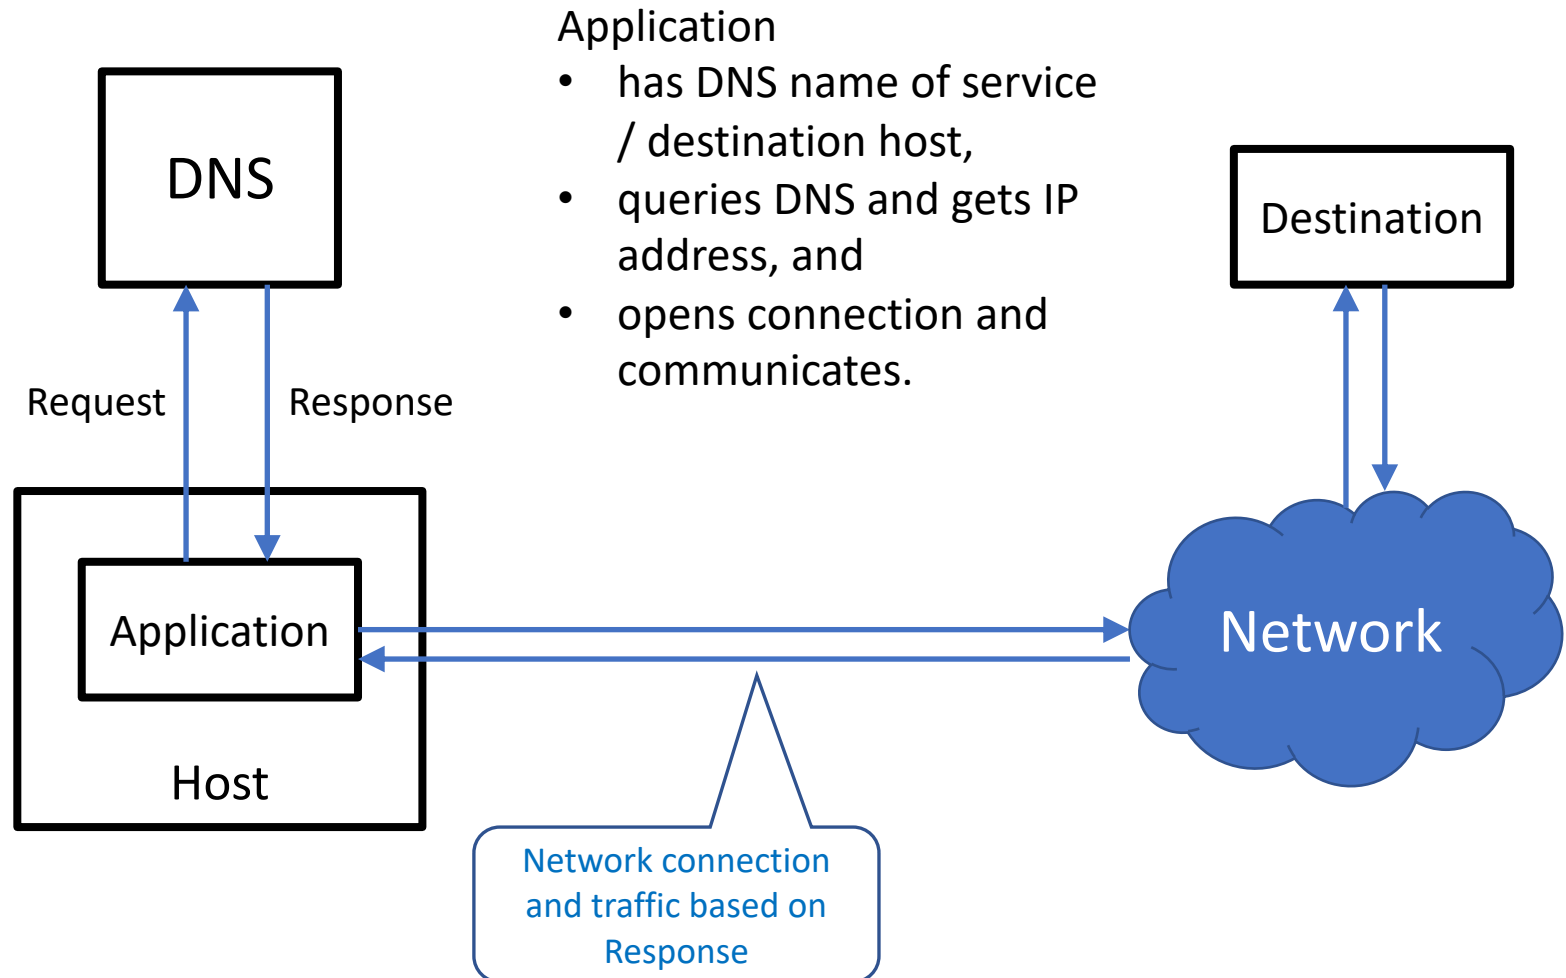 Application
• has DNS name of service
/ destination host,
• queries DNS and gets IP
address, and
• opens connection and
communicates.
DNS
Destination
Request
Response
Application
Host
Network
Network connection
and traffic based on
Response